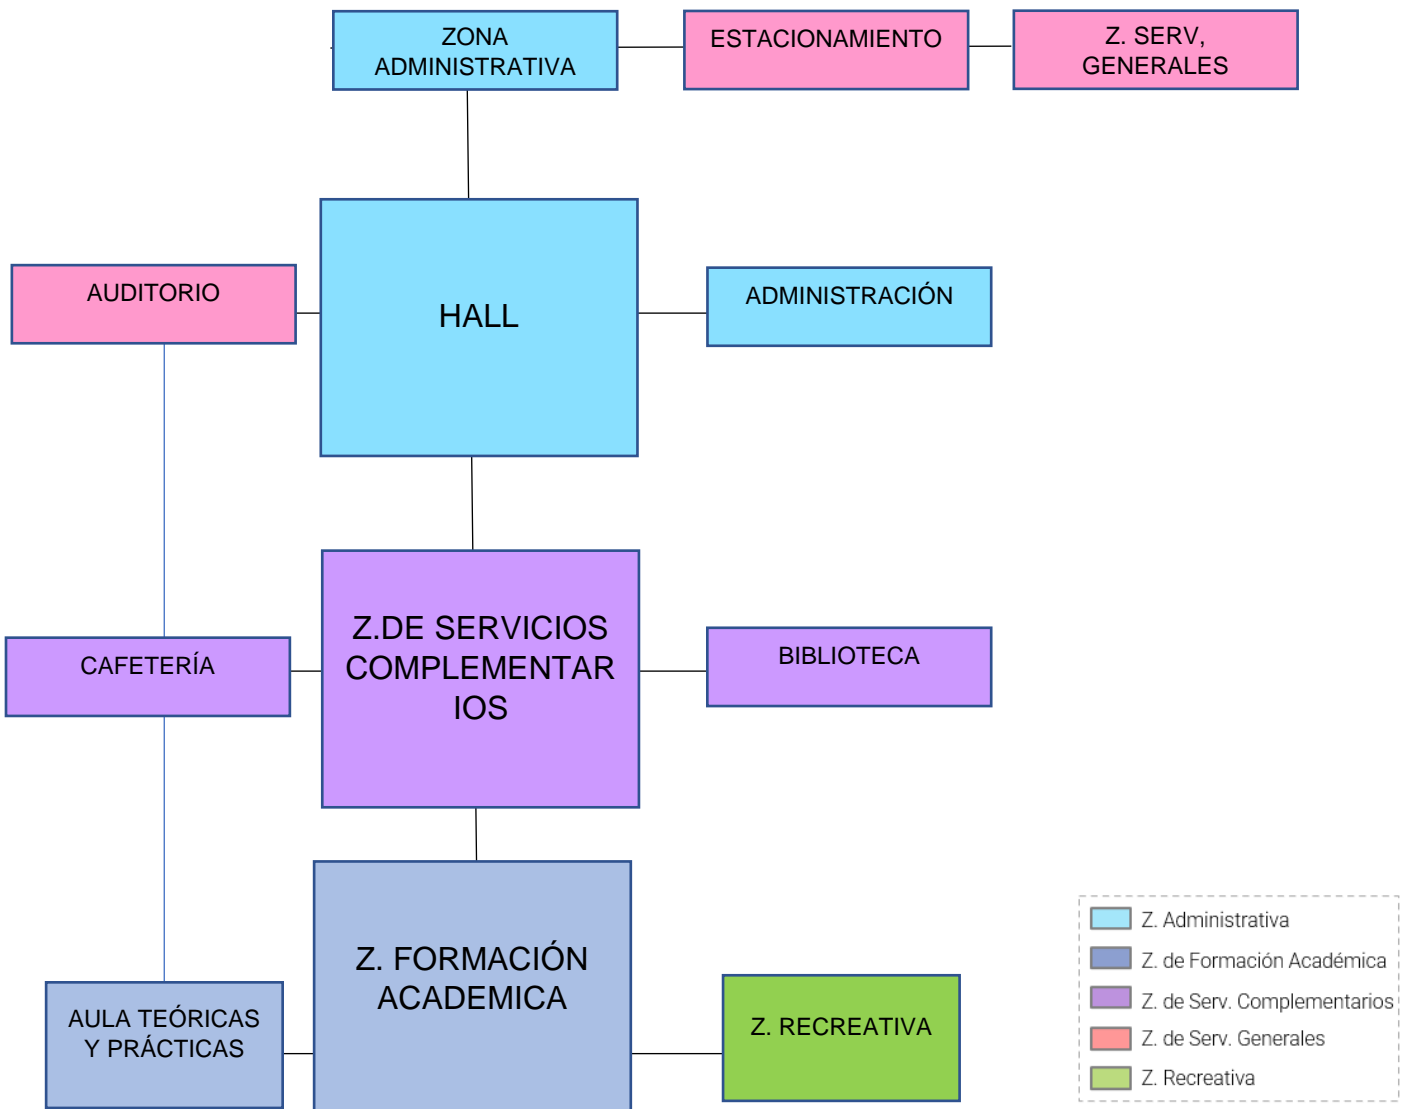 ZONA
ADMINISTRATIVA
ESTACIONAMIENTO
Z. SERV,
GENERALES
AUDITORIO
HALL
ADMINISTRACIÓN
CAFETERÍA
Z.DE SERVICIOS
COMPLEMENTAR
IOS
BIBLIOTECA
AULA TEÓRICAS
Y PRÁCTICAS
Z. FORMACIÓN
ACADEMICA
Z. RECREATIVA
Z. Administrativa
Z. de Formación Académica
Z. de Serv. Complementarios
Z. de Serv. Generales
Z. Recreativa